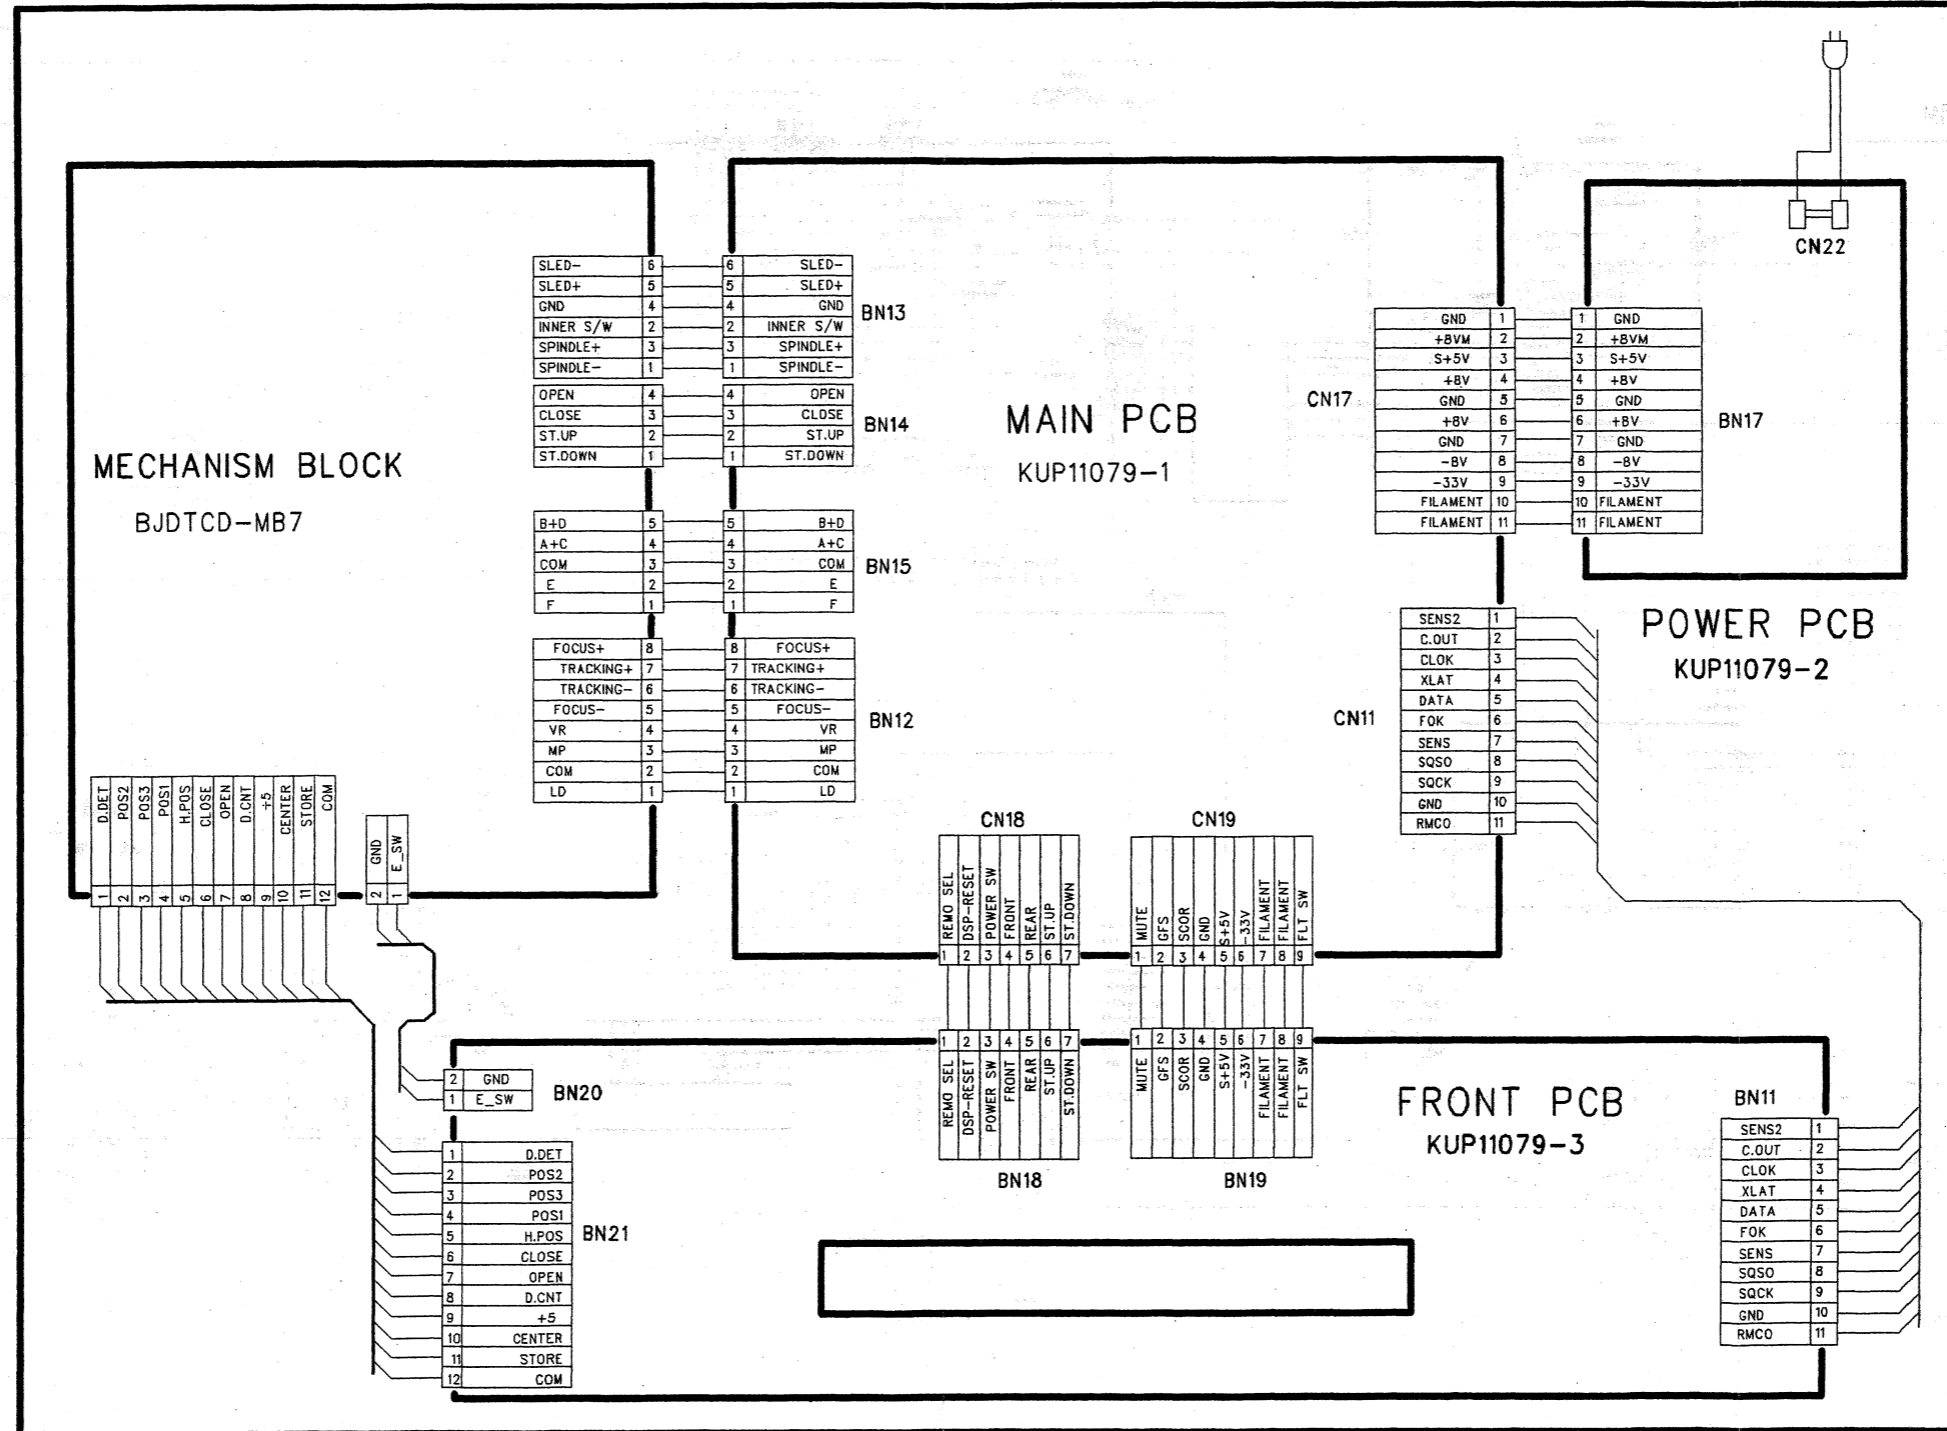 CN22
SLED- 6 6 SLED-
SLED+ 5 5 SLED+
GND 4 4 GND
INNER S/W 2 2 INNER S/W
SPINDLE+ 3 3 SPINDLE+
SPINDLE- 1 1 SPINDLE-
BN13
OPEN 4 4 OPEN
CLOSE 3 3 CLOSE
ST.UP 2 2 ST.UP
ST.DOWN 1 1 ST.DOWN
BN14
MECHANISM BLOCK
BJDTCD-MB7
MAIN PCB
KUP11079-1
B+D 5 5 B+D
A+C 4 4 A+C
COM 3 3 COM
E 2 2 E
F 1 1 F
BN15
FOCUS+ 8 8 FOCUS+
TRACKING+ 7 7 TRACKING+
TRACKING- 6 6 TRACKING-
FOCUS- 5 5 FOCUS-
VR 4 4 VR
MP 3 3 MP
COM 2 2 COM
LD 1 1 LD
BN12
CN17
GND 1 1 GND
+8VM 2 2 +8VM
S+5V 3 3 S+5V
+8V 4 4 +8V
GND 5 5 GND
+8V 6 6 +8V
GND 7 7 GND
-8V 8 8 -8V
-33V 9 9 -33V
FILAMENT 10 10 FILAMENT
FILAMENT 11 11 FILAMENT
BN17
POWER PCB
KUP11079-2
CN11
SENS2 1
C.OUT 2
CLOK 3
XLAT 4
DATA 5
FOK 6
SENS 7
SQSO 8
SQCK 9
GND 10
RMCO 11
D.DET 1
POS2 2
POS3 3
POS1 4
H.POS 5
CLOSE 6
OPEN 7
D.CNT 8
+5 9
CENTER 10
STORE 11
COM 12
GND 2
E_SW 1
CN18
REMO SEL 1
DSP-RESET 2
POWER SW 3
FRONT 4
REAR 5
ST.UP 6
ST.DOWN 7
CN19
MUTE 1
GFS 2
SCOR 3
GND 4
S+5V 5
-33V 6
FILAMENT 7
FILAMENT 8
FLT SW 9
1 REMO SEL
2 DSP-RESET
3 POWER SW
4 FRONT
5 REAR
6 ST.UP
7 ST.DOWN
BN18
1 MUTE
2 GFS
3 SCOR
4 GND
5 S+5V
6 -33V
7 FILAMENT
8 FILAMENT
9 FLT SW
BN19
2 GND
1 E_SW
BN20
1 D.DET
2 POS2
3 POS3
4 POS1
5 H.POS
6 CLOSE
7 OPEN
8 D.CNT
9 +5
10 CENTER
11 STORE
12 COM
BN21
FRONT PCB
KUP11079-3
BN11
SENS2 1
C.OUT 2
CLOK 3
XLAT 4
DATA 5
FOK 6
SENS 7
SQSO 8
SQCK 9
GND 10
RMCO 11